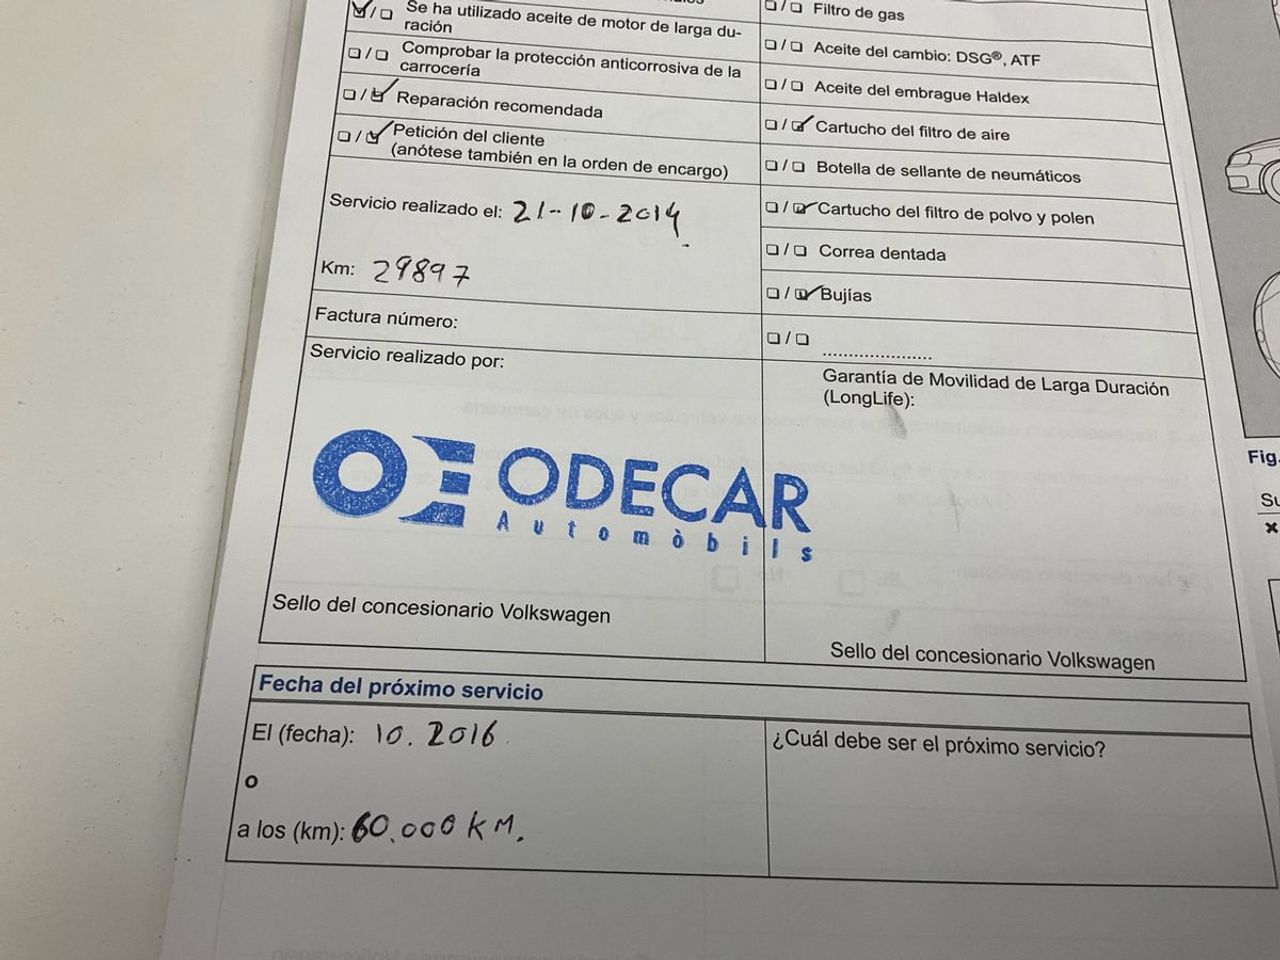 Se ha utilizado aceite de motor de larga du-
ración
Comprobar la protección anticorrosiva de la
carrocería
Reparación recomendada
Petición del cliente
(anótese también en la orden de encargo)
Servicio realizado el: 21-10-2014
Km: 29897
Factura número:
Servicio realizado por:
ODECAR
Automòbils
Sello del concesionario Volkswagen
Filtro de gas
Aceite del cambio: DSG®, ATF
Aceite del embrague Haldex
Cartucho del filtro de aire
Botella de sellante de neumáticos
Cartucho del filtro de polvo y polen
Correa dentada
Bujías
.....................
Garantía de Movilidad de Larga Duración
(LongLife):
Sello del concesionario Volkswagen
Fecha del próximo servicio
El (fecha): 10.2016
o
a los (km): 60.000 KM.
¿Cuál debe ser el próximo servicio?
Fig.
Su